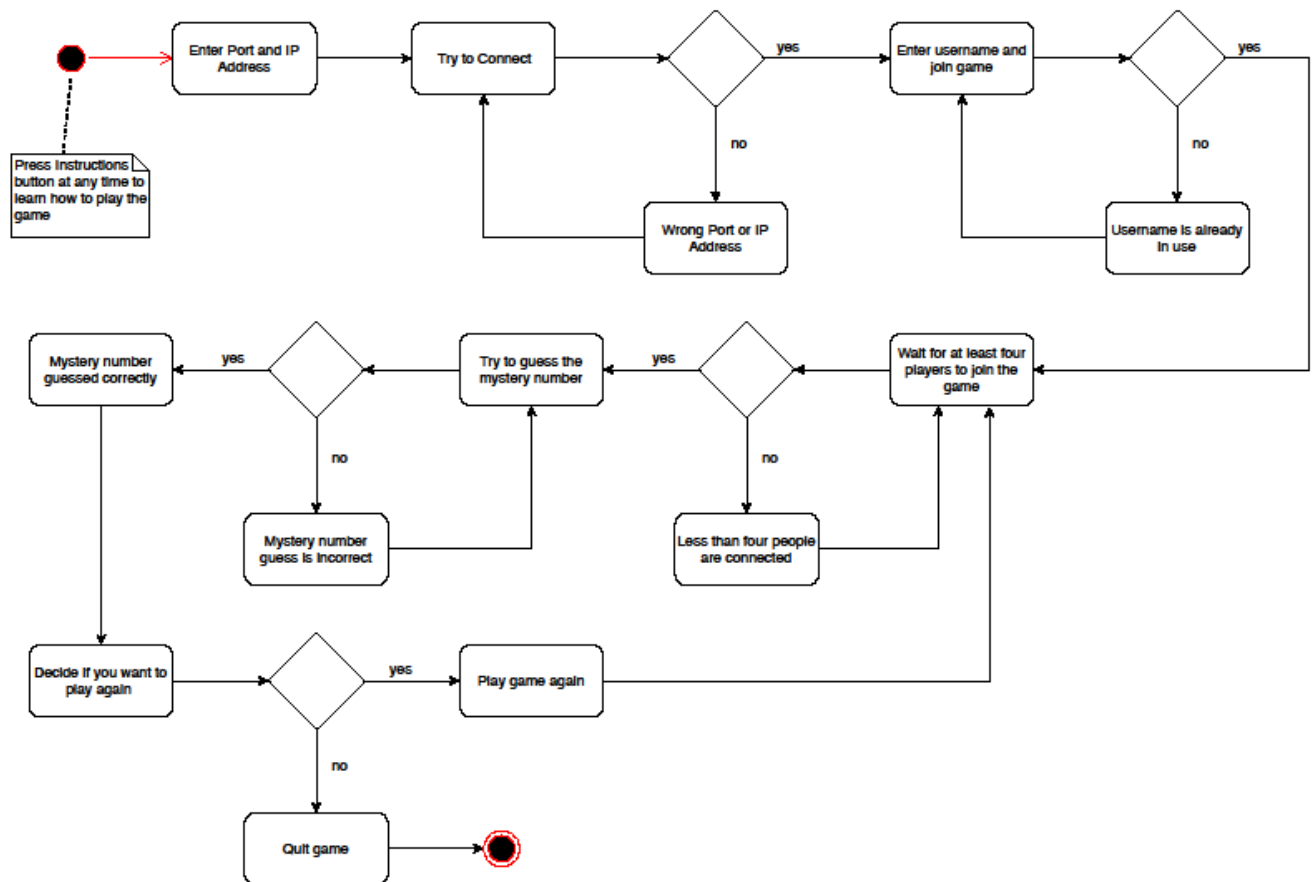 Enter Port and IP
Address
Try to Connect
yes
Enter username and
join game
yes
no
no
Press Instructions
button at any time to
learn how to play the
game
Wrong Port or IP
Address
Username is already
in use
Mystery number
guessed correctly
yes
Try to guess the
mystery number
yes
Wait for at least four
players to join the
game
no
no
Mystery number
guess is incorrect
Less than four people
are connected
Decide if you want to
play again
yes
Play game again
no
Quit game